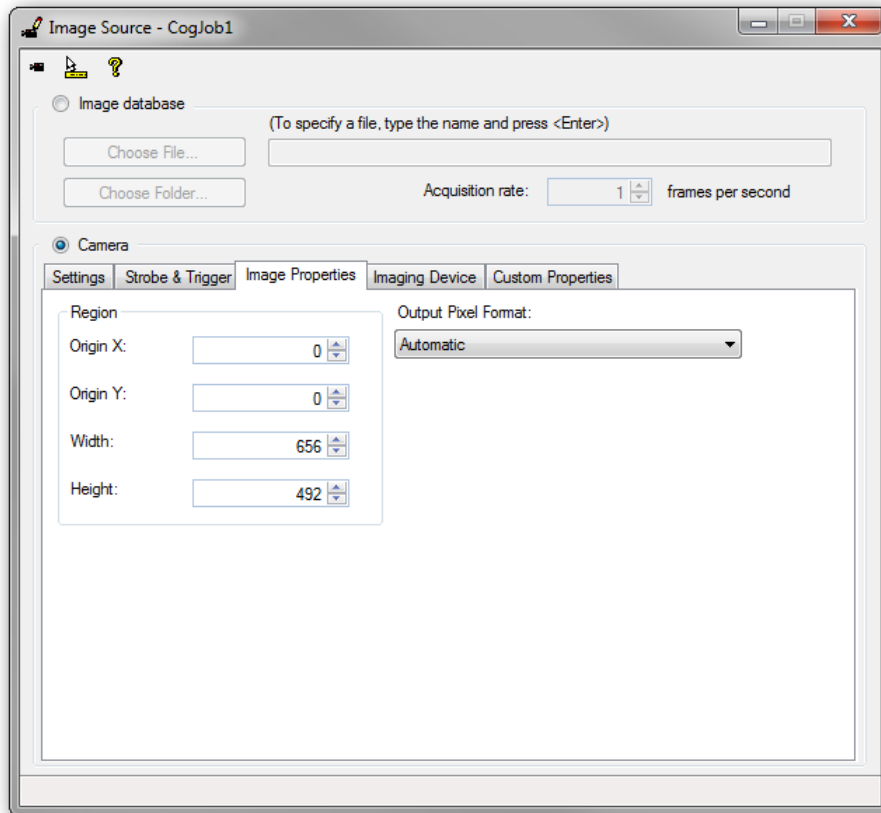 Image Source - CogJob1
Image database
(To specify a file, type the name and press <Enter>)
Choose File...
Choose Folder...
Acquisition rate: 1 frames per second
Camera
Settings Strobe & Trigger Image Properties Imaging Device Custom Properties
Region
Output Pixel Format:
Origin X: 0
Automatic
Origin Y: 0
Width: 656
Height: 492